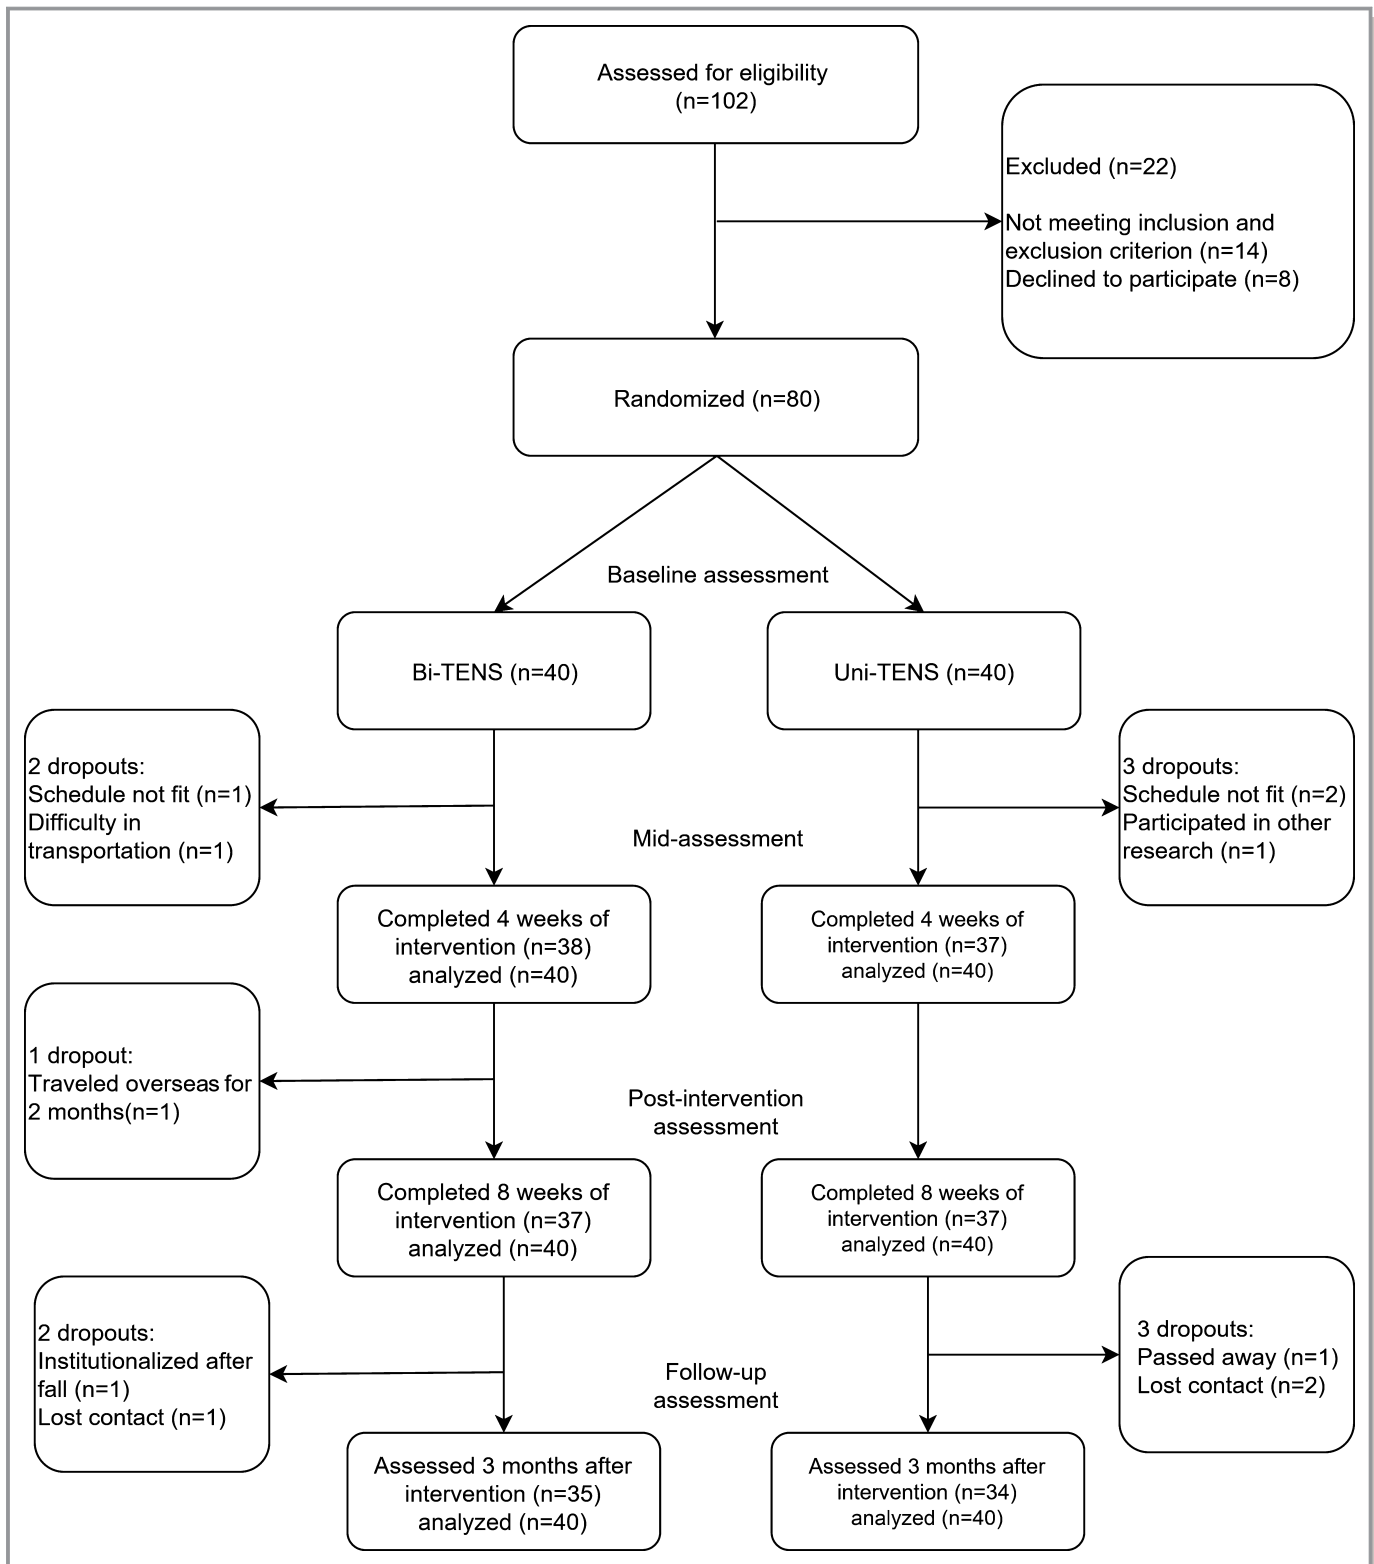 Assessed for eligibility
(n=102)
Excluded (n=22)
Not meeting inclusion and
exclusion criterion (n=14)
Declined to participate (n=8)
Randomized (n=80)
Baseline assessment
Bi-TENS (n=40)
Uni-TENS (n=40)
2 dropouts:
Schedule not fit (n=1)
Difficulty in
transportation (n=1)
3 dropouts:
Schedule not fit (n=2)
Participated in other
research (n=1)
Mid-assessment
Completed 4 weeks of
intervention (n=38)
analyzed (n=40)
Completed 4 weeks of
intervention (n=37)
analyzed (n=40)
1 dropout:
Traveled overseas for
2 months(n=1)
Post-intervention
assessment
Completed 8 weeks of
intervention (n=37)
analyzed (n=40)
Completed 8 weeks of
intervention (n=37)
analyzed (n=40)
2 dropouts:
Institutionalized after
fall (n=1)
Lost contact (n=1)
3 dropouts:
Passed away (n=1)
Lost contact (n=2)
Follow-up
assessment
Assessed 3 months after
intervention (n=35)
analyzed (n=40)
Assessed 3 months after
intervention (n=34)
analyzed (n=40)